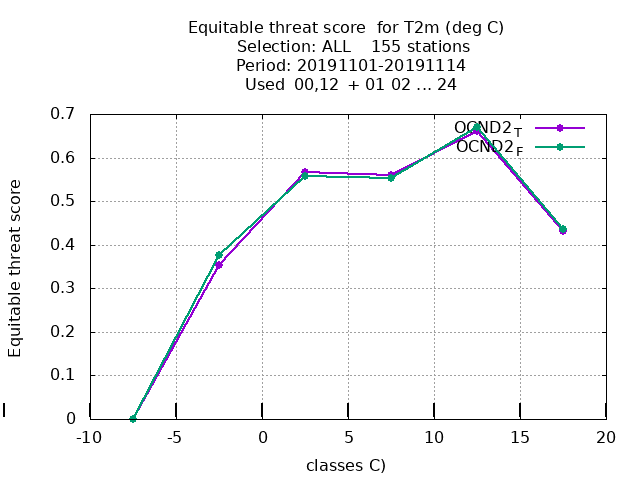 Equitable threat score  for T2m (deg C)
Selection: ALL    155 stations
Period: 20191101-20191114
Used  00,12  + 01 02 ... 24
OCND2T
OCND2F
Equitable threat score
0.7
0.6
0.5
0.4
0.3
0.2
0.1
0
-10 -5 0 5 10 15 20
classes C)